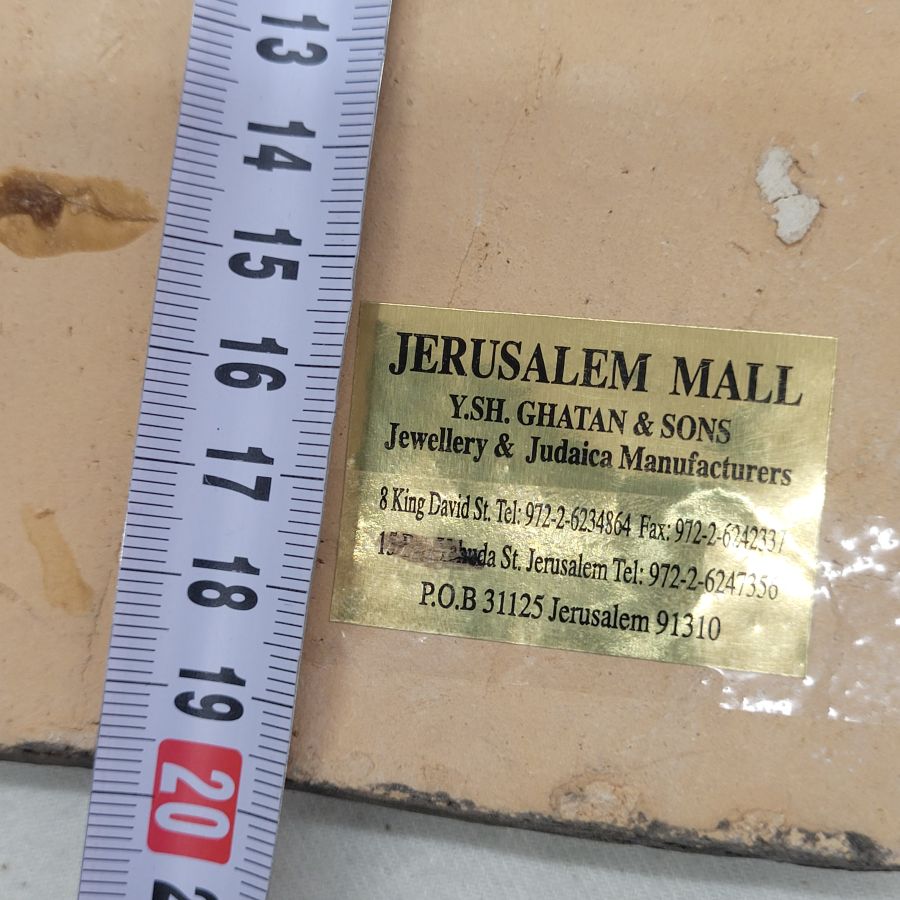 13
14
15
16
17
18
19
20
JERUSALEM MALL
Y.SH. GHATAN & SONS
Jewellery & Judaica Manufacturers
8 King David St. Tel: 972-2-6234864 Fax: 972-2-6242337
St. Jerusalem Tel: 972-2-6247356
P.O.B 31125 Jerusalem 91310